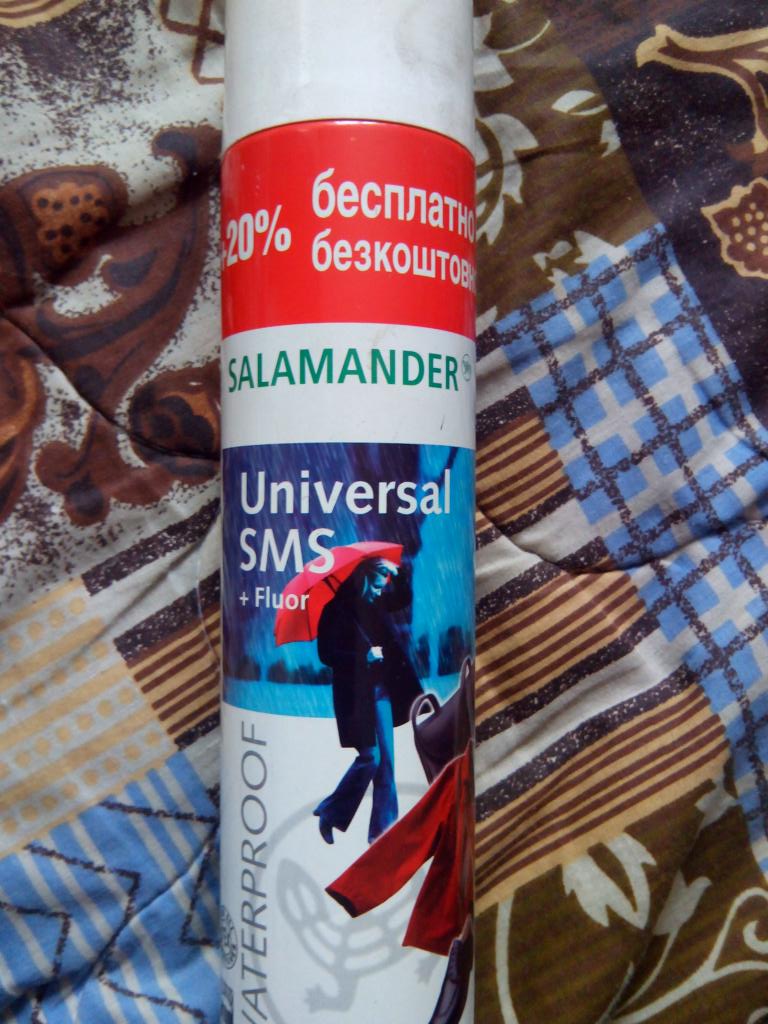 +20% бесплатно
безкоштовн
SALAMANDER
Universal
SMS
+ Fluor
WATERPROOF